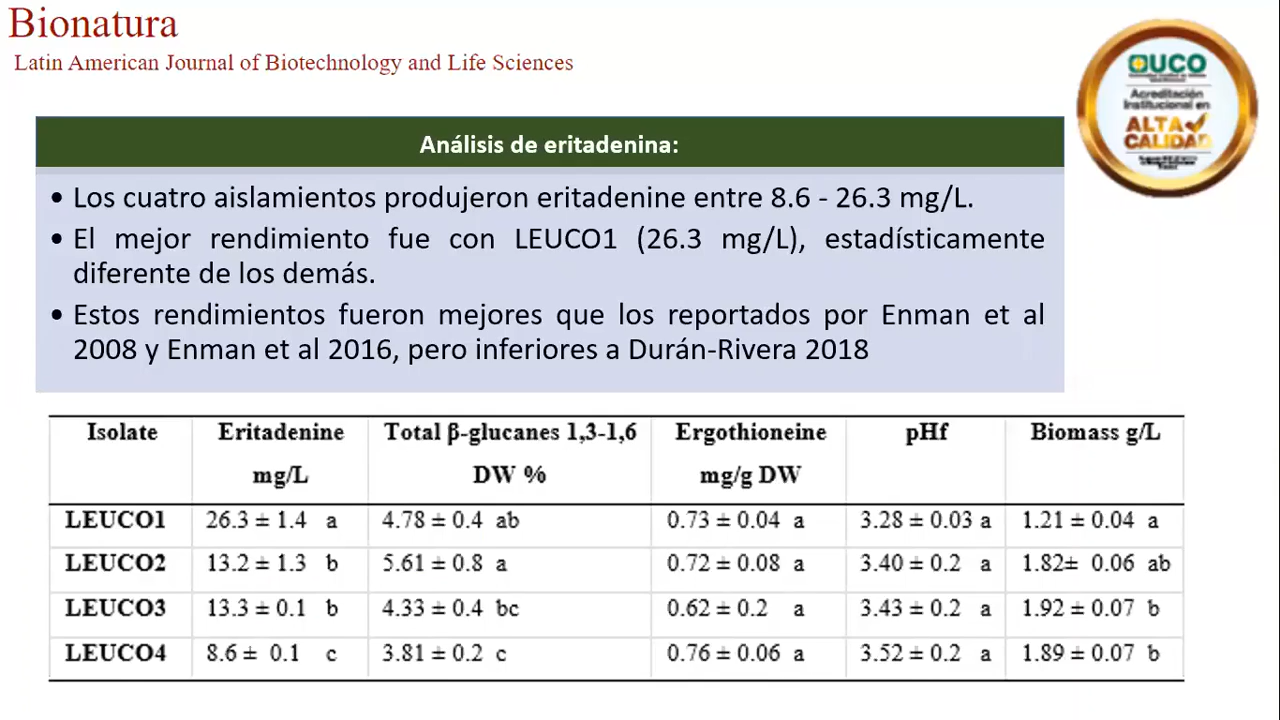 Bionatura
Latin American Journal of Biotechnology and Life Sciences
UCO
Acreditación
Institucional en
ALTA
CALIDAD
Análisis de eritadenina:
• Los cuatro aislamientos produjeron eritadenine entre 8.6 - 26.3 mg/L.
• El mejor rendimiento fue con LEUCO1 (26.3 mg/L), estadísticamente
diferente de los demás.
• Estos rendimientos fueron mejores que los reportados por Enman et al
2008 y Enman et al 2016, pero inferiores a Durán-Rivera 2018
Isolate Eritadenine Total β-glucanes 1,3-1,6 Ergothioneine pHf Biomass g/L
mg/L DW % mg/g DW
LEUCO1 26.3 ± 1.4 a 4.78 ± 0.4 ab 0.73 ± 0.04 a 3.28 ± 0.03 a 1.21 ± 0.04 a
LEUCO2 13.2 ± 1.3 b 5.61 ± 0.8 a 0.72 ± 0.08 a 3.40 ± 0.2 a 1.82± 0.06 ab
LEUCO3 13.3 ± 0.1 b 4.33 ± 0.4 bc 0.62 ± 0.2 a 3.43 ± 0.2 a 1.92 ± 0.07 b
LEUCO4 8.6 ± 0.1 c 3.81 ± 0.2 c 0.76 ± 0.06 a 3.52 ± 0.2 a 1.89 ± 0.07 b